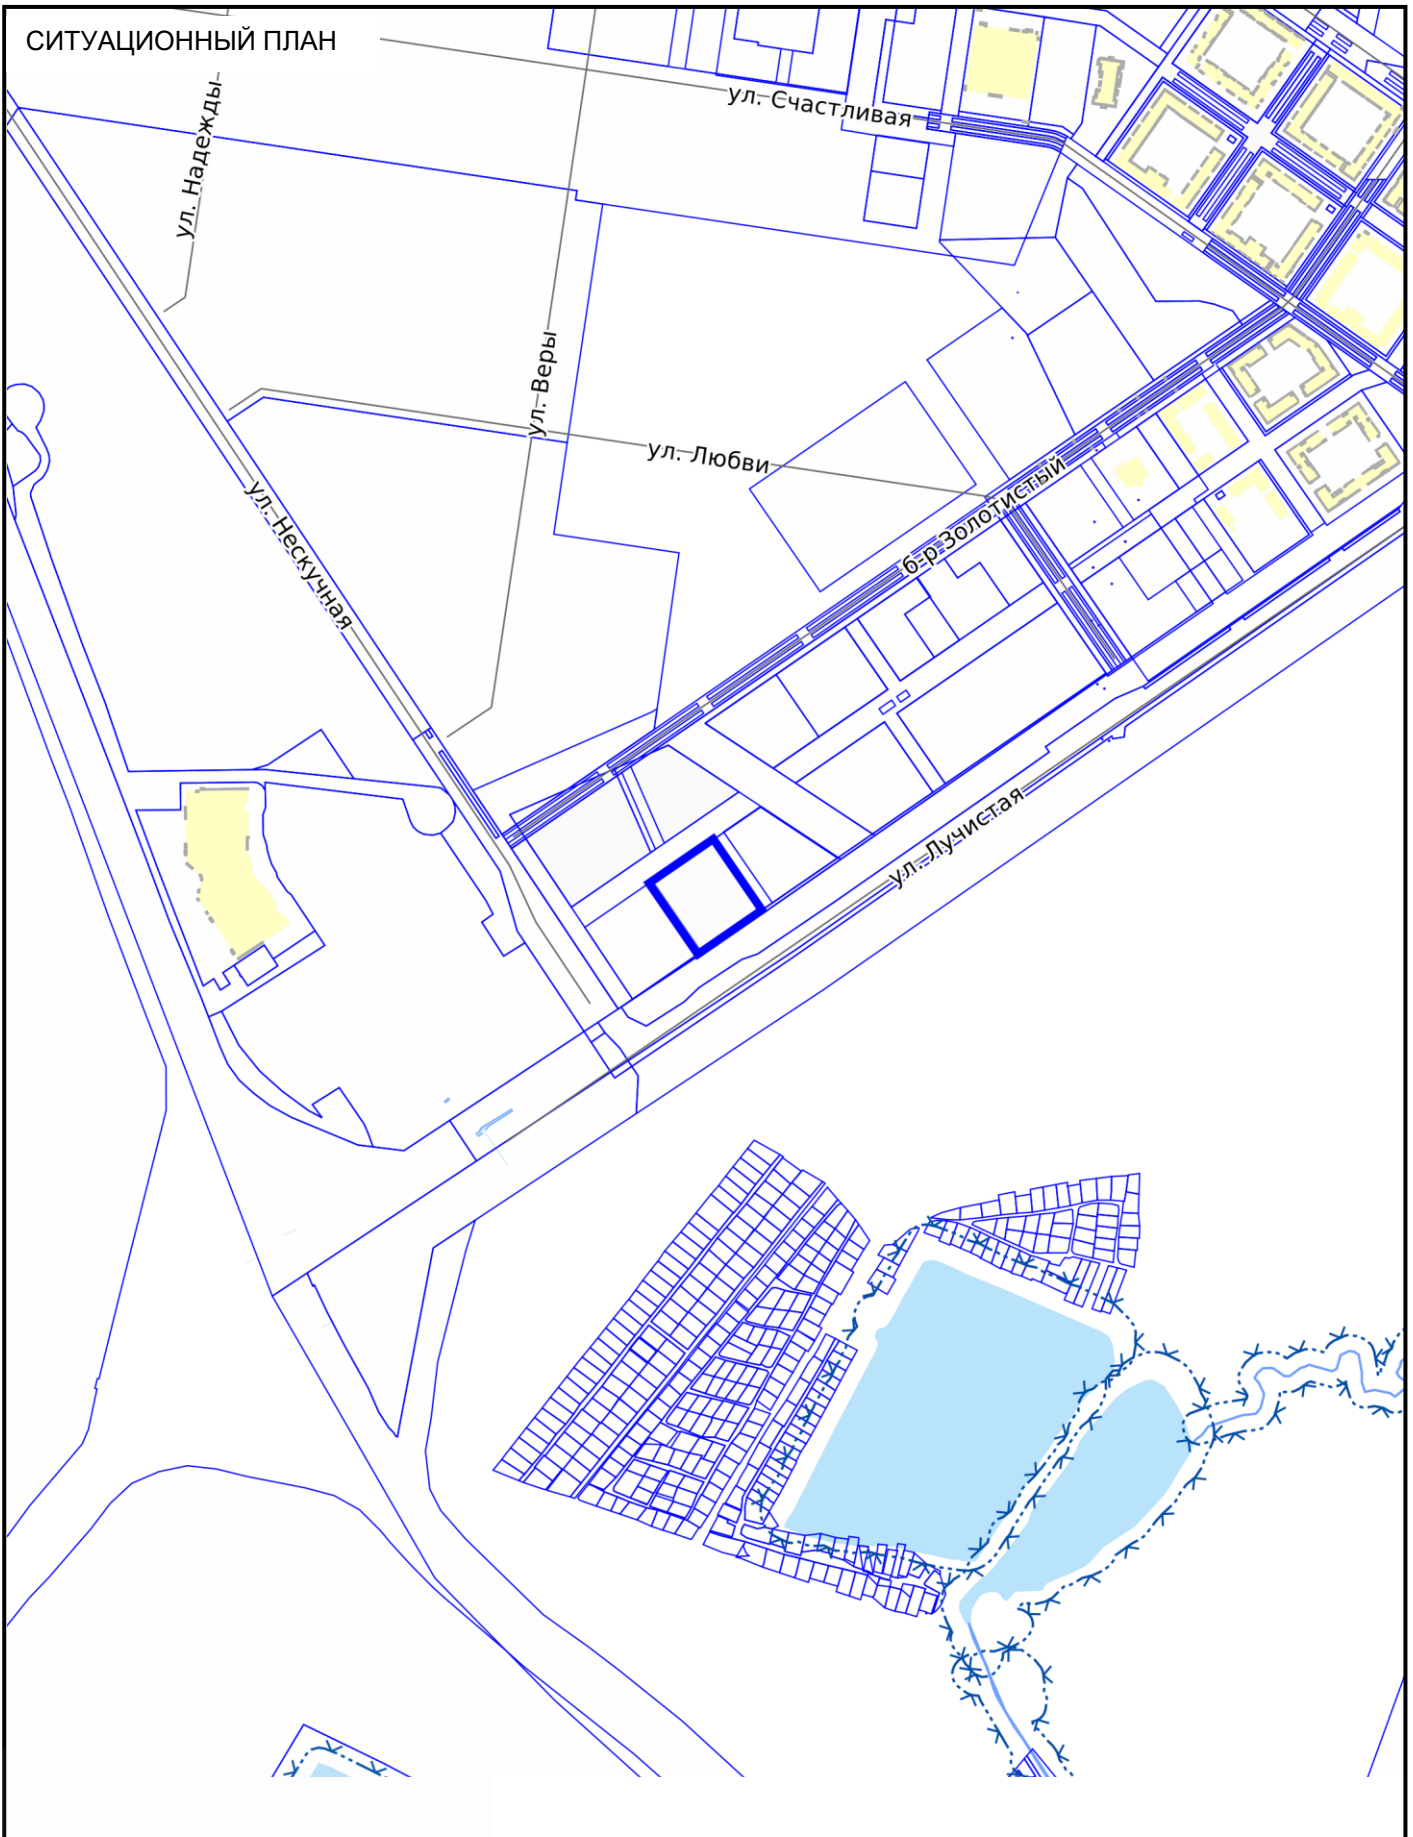 СИТУАЦИОННЫЙ ПЛАН
ул. Надежды
ул. Счастливая
ул. Веры
ул. Любви
ул. Нескучная
б-р Золотистый
ул. Лучистая